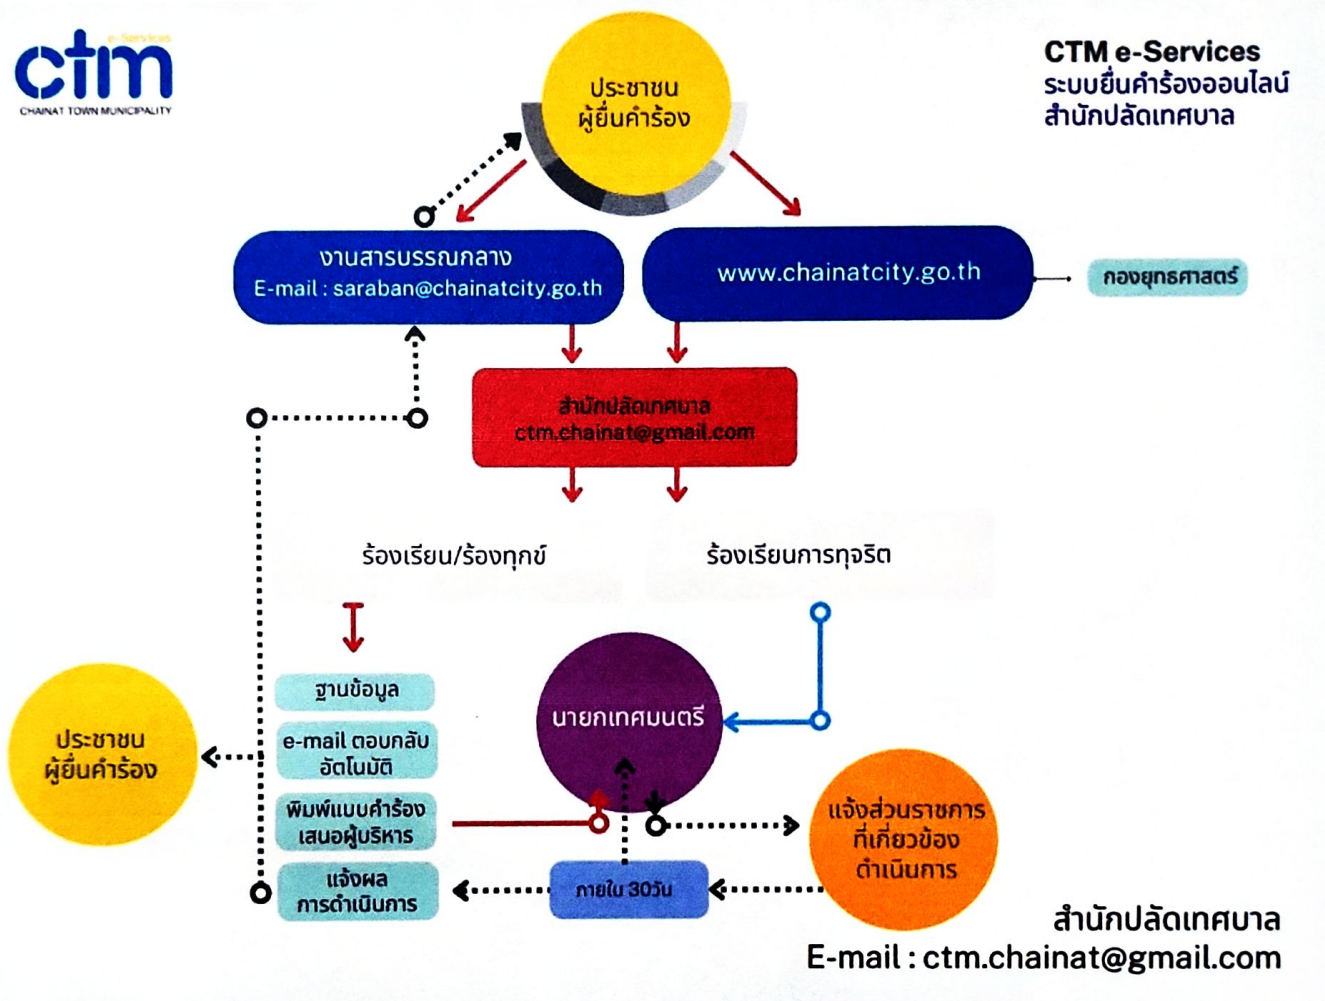 e-Services
ctm
CHAINAT TOWN MUNICIPALITY
CTM e-Services
ระบบยื่นคำร้องออนไลน์
สำนักปลัดเทศบาล
ประชาชน
ผู้ยื่นคำร้อง
งานสารบรรณกลาง
E-mail : saraban@chainatcity.go.th
www.chainatcity.go.th
กองยุทธศาสตร์
สำนักปลัดเทศบาล
ctm.chainat@gmail.com
ร้องเรียน/ร้องทุกข์
ร้องเรียนการทุจริต
ฐานข้อมูล
e-mail ตอบกลับ
อัตโนมัติ
พิมพ์แบบคำร้อง
เสนอผู้บริหาร
แจ้งผล
การดำเนินการ
ประชาชน
ผู้ยื่นคำร้อง
นายกเทศมนตรี
ภายใน 30วัน
แจ้งส่วนราชการ
ที่เกี่ยวข้อง
ดำเนินการ
สำนักปลัดเทศบาล
E-mail : ctm.chainat@gmail.com